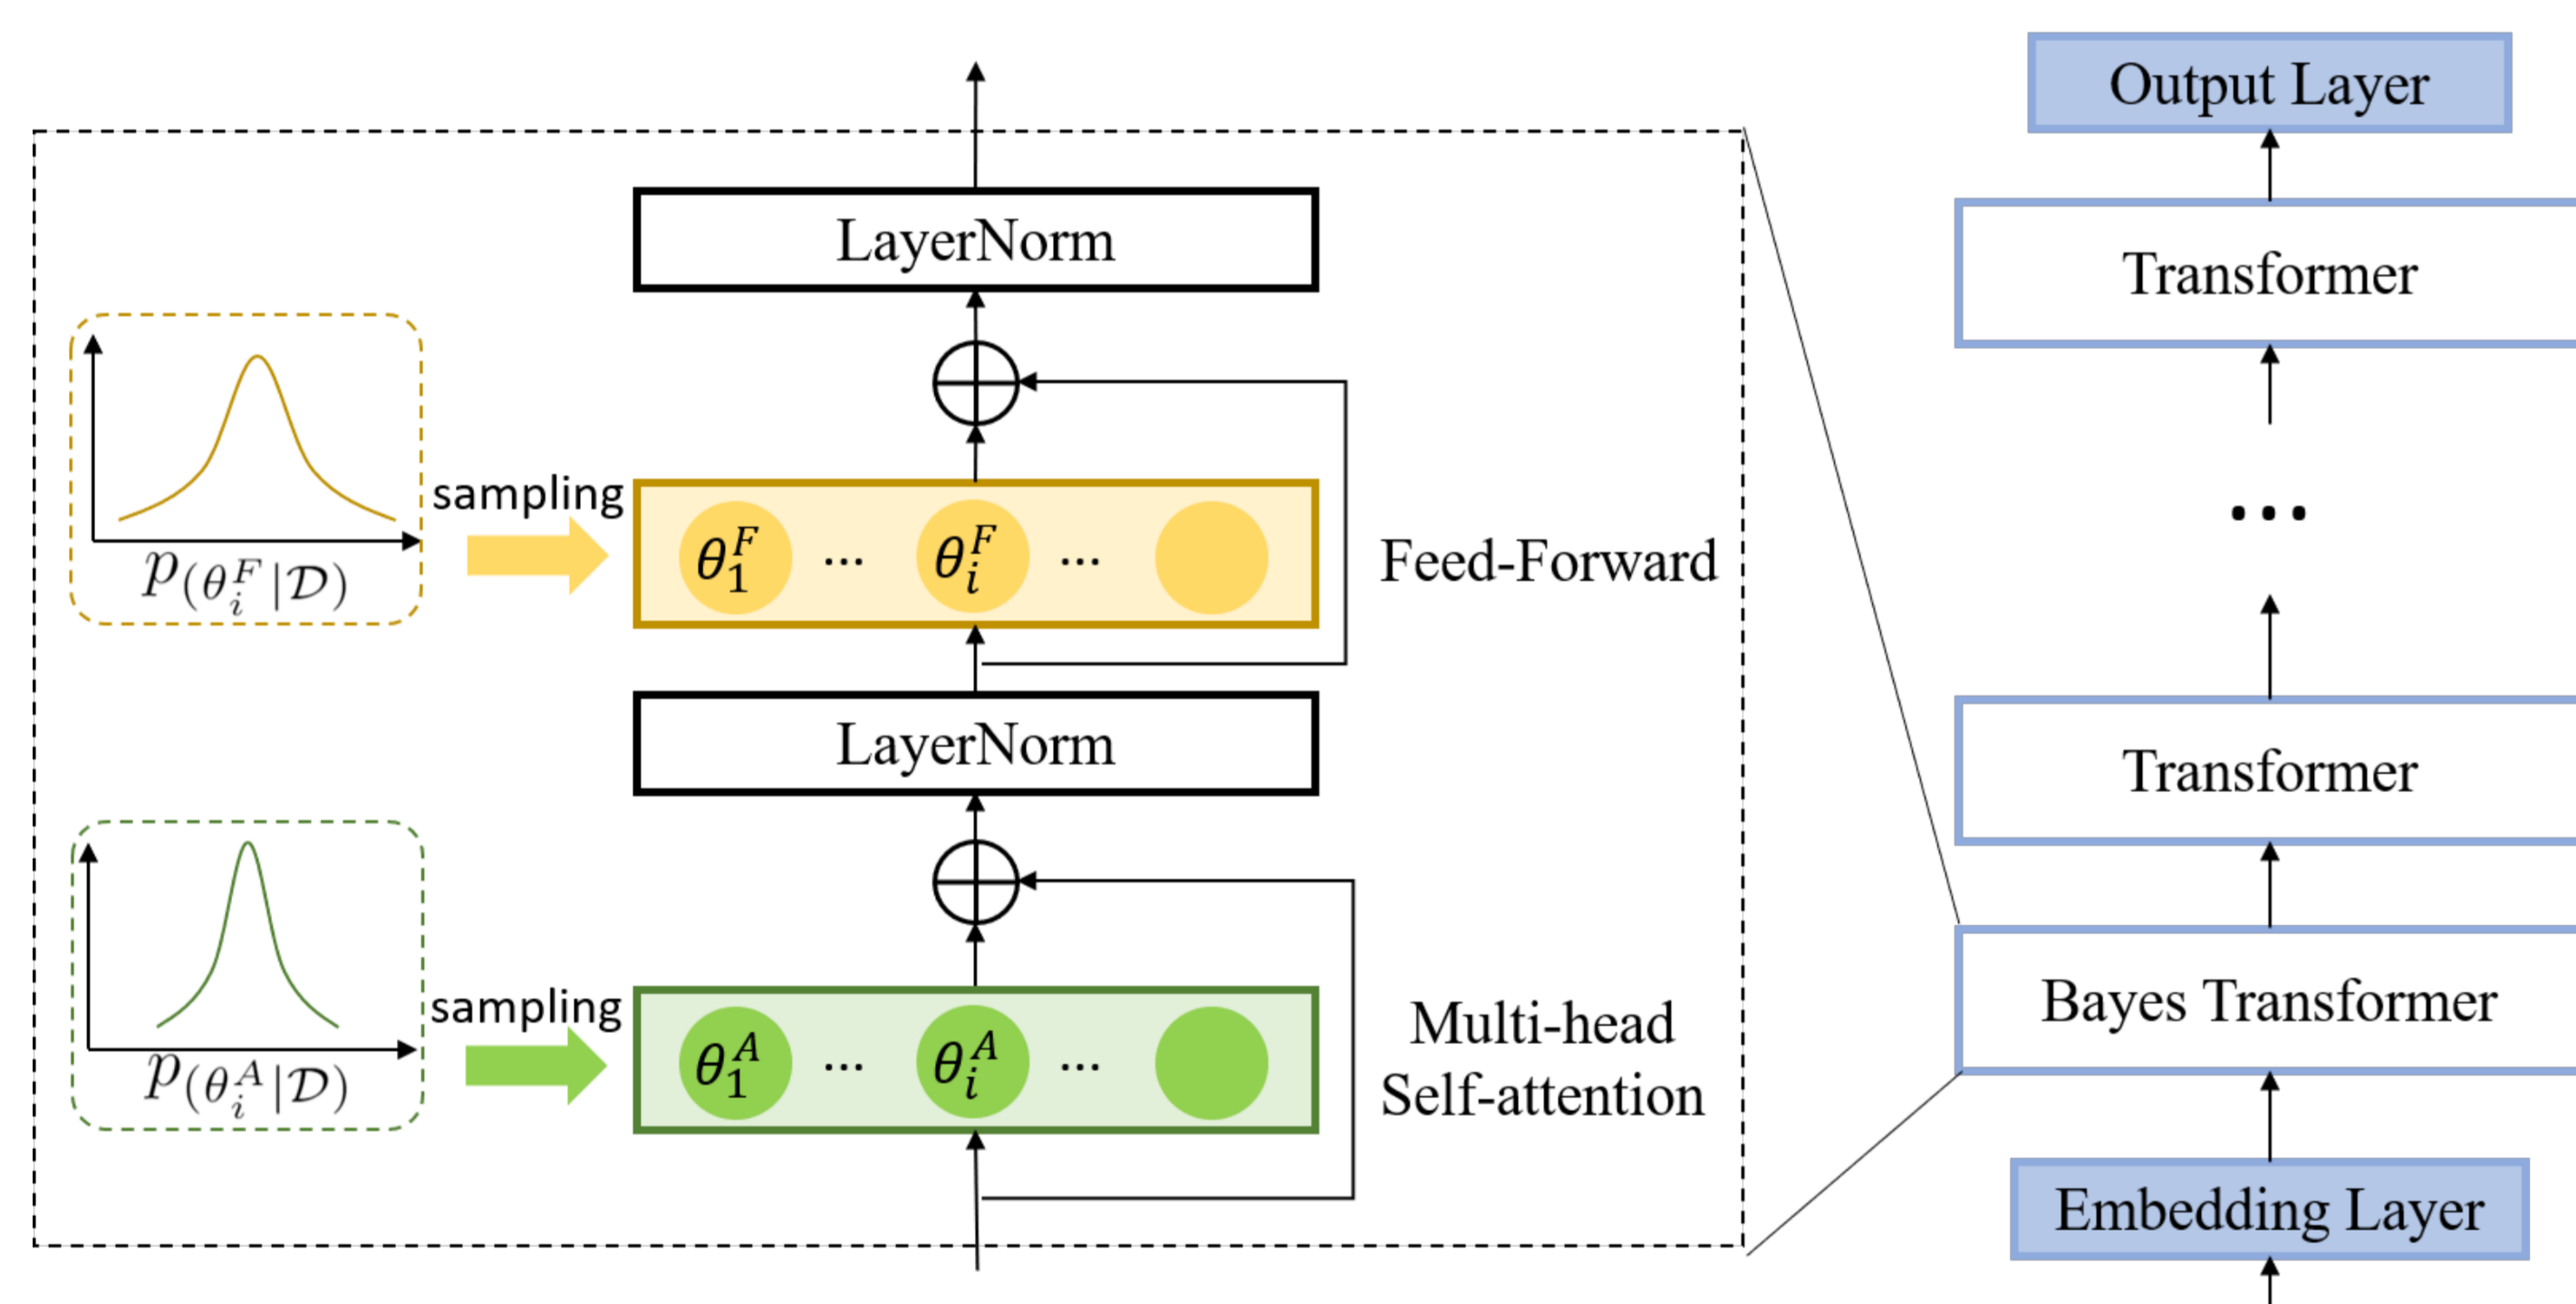 LayerNorm
sampling
p(θ_i^F|𝒟)
θ_1^F ... θ_i^F ...
Feed-Forward
LayerNorm
sampling
p(θ_i^A|𝒟)
θ_1^A ... θ_i^A ...
Multi-head
Self-attention
Output Layer
Transformer
...
Transformer
Bayes Transformer
Embedding Layer